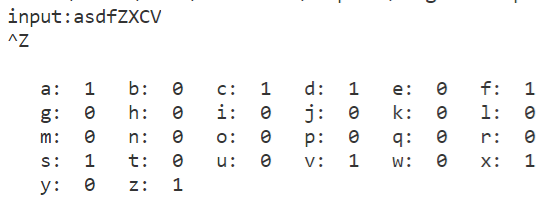 input:asdfZXCV
^Z
a: 1 b: 0 c: 1 d: 1 e: 0 f: 1
g: 0 h: 0 i: 0 j: 0 k: 0 l: 0
m: 0 n: 0 o: 0 p: 0 q: 0 r: 0
s: 1 t: 0 u: 0 v: 1 w: 0 x: 1
y: 0 z: 1